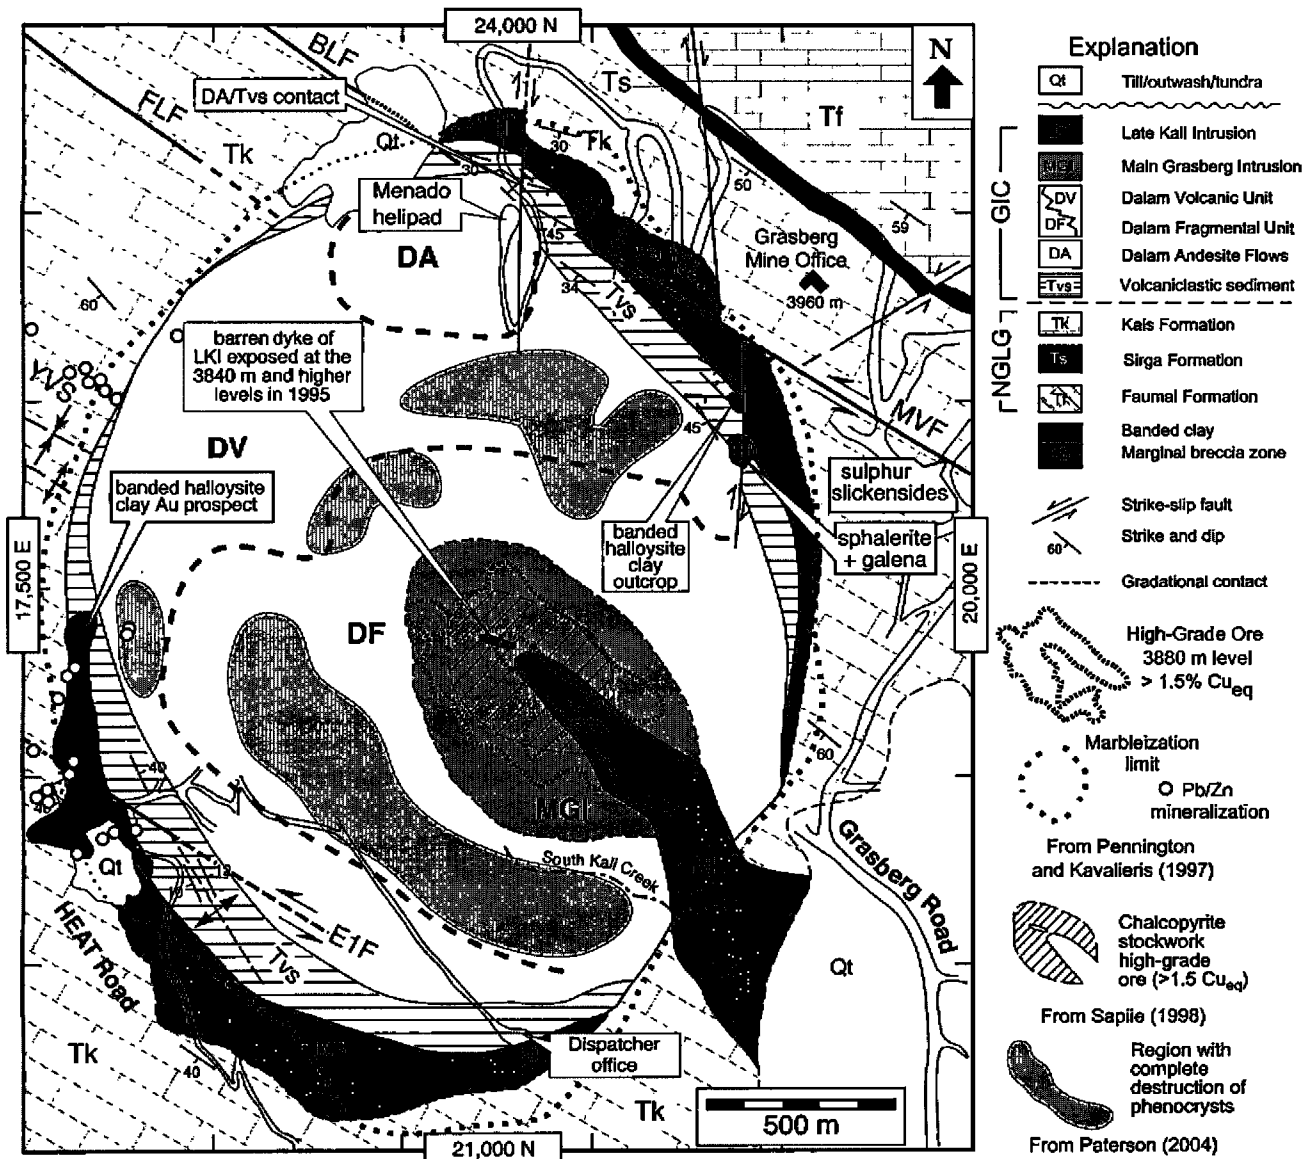 24,000 N
N
BLF
FLF
DA/Tvs contact
Ts
Tf
Tk
Qt
Tk
30
30
50
59
Menado
helipad
45
DA
Grasberg
Mine Office
3960 m
34
Tvs
60
barren dyke of
LKI exposed at the
3840 m and higher
levels in 1995
YVS
MVF
45
DV
banded halloysite
clay Au prospect
sulphur
slickensides
banded
halloysite
clay
outcrop
sphalerite
+ galena
17,500 E
20,000 E
DF
60
40
MGI
South Kali Creek
Grasberg Road
Qt
12
10
E1F
Tvs
HEAT Road
Qt
Tk
40
Dispatcher
office
Tk
500 m
21,000 N
Explanation
Qt Till/outwash/tundra
GIC
Late Kali Intrusion
MGI Main Grasberg Intrusion
DV Dalam Volcanic Unit
DF Dalam Fragmental Unit
DA Dalam Andesite Flows
Tvs Volcaniclastic sediment
NGLG
Tk Kais Formation
Ts Sirga Formation
Tf Faumai Formation
Banded clay
Marginal breccia zone
Strike-slip fault
60 Strike and dip
Gradational contact
High-Grade Ore
3880 m level
> 1.5% Cueq
Marbleization
limit
Pb/Zn
mineralization
From Pennington
and Kavalieris (1997)
Chalcopyrite
stockwork
high-grade
ore (>1.5 Cueq)
From Sapiie (1998)
Region with
complete
destruction of
phenocrysts
From Paterson (2004)